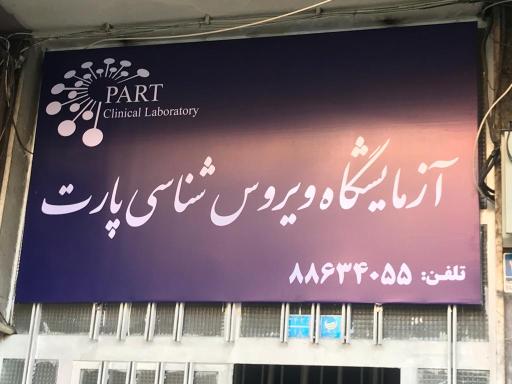 PART
Clinical Laboratory
آزمایشگاه ویروس شناسی پارت
تلفن: ۸۸۶۳۴۰۵۵